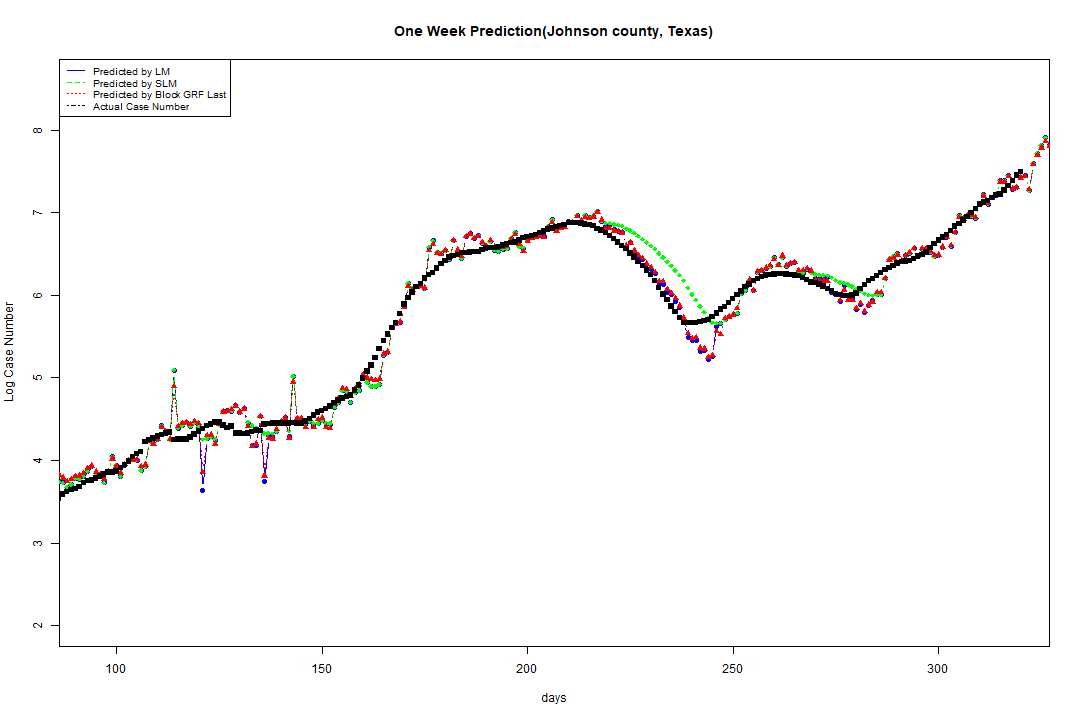 One Week Prediction(Johnson county, Texas)
Predicted by LM
Predicted by SLM
Predicted by Block GRF Last
Actual Case Number
8
7
6
5
4
3
2
Log Case Number
100 150 200 250 300
days